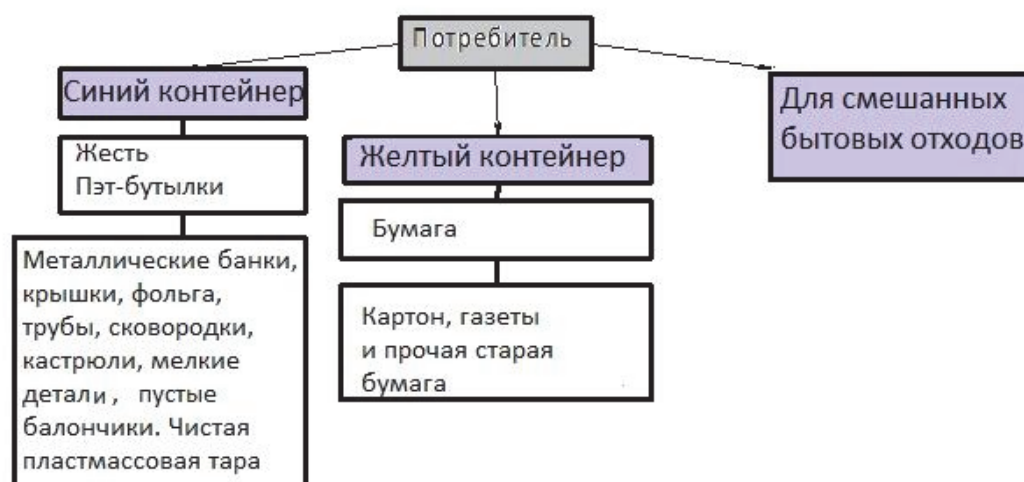 Потребитель
Синий контейнер
Жесть
Пэт-бутылки
Металлические банки,
крышки, фольга,
трубы, сковородки,
кастрюли, мелкие
детали, пустые
балончики. Чистая
пластмассовая тара
Желтый контейнер
Бумага
Картон, газеты
и прочая старая
бумага
Для смешанных
бытовых отходов